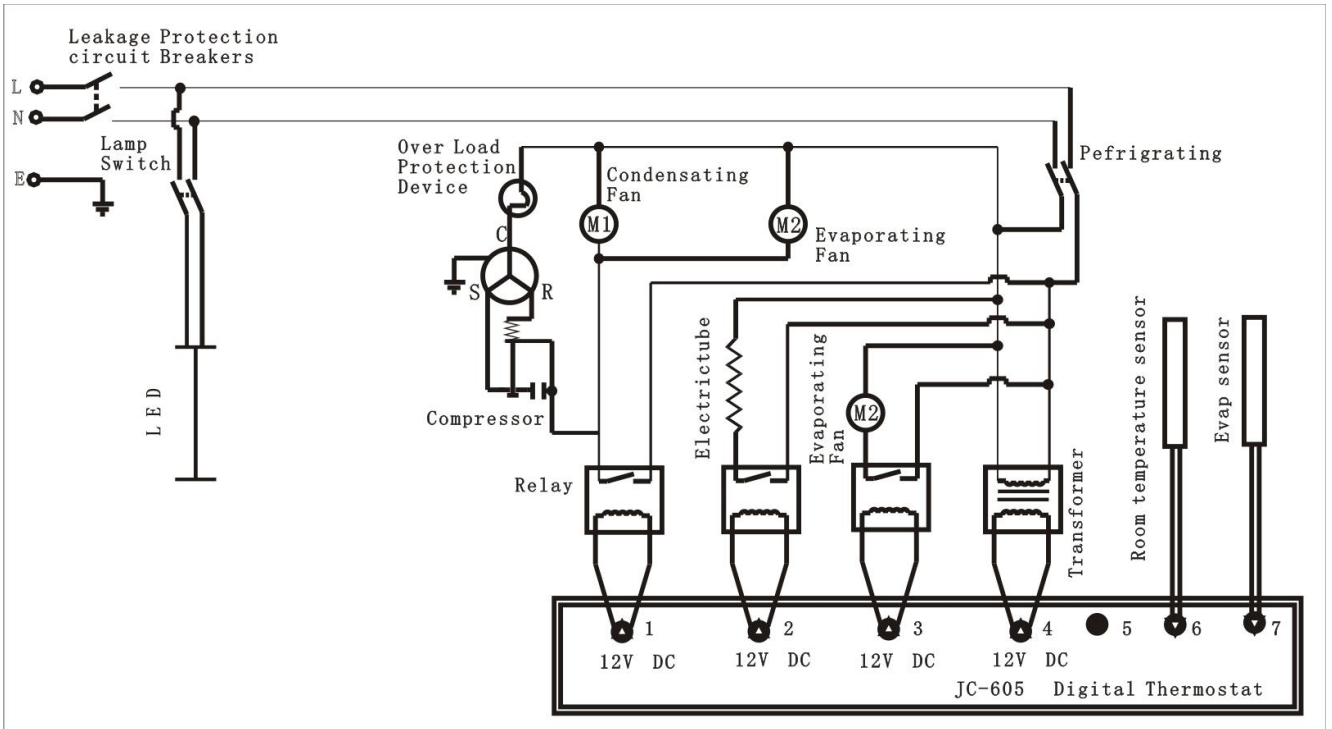 Leakage Protection
circuit Breakers
L
N
E
Lamp
Switch
LED
Over Load
Protection
Device
Condensating
Fan
M1
M2
Evaporating
Fan
Pefrigrating
C
S
R
Compressor
Electrictube
Evaporating
Fan
M2
Relay
Transformer
Room temperature sensor
Evap sensor
1
2
3
4
5
6
7
12V DC
12V DC
12V DC
12V DC
JC-605 Digital Thermostat